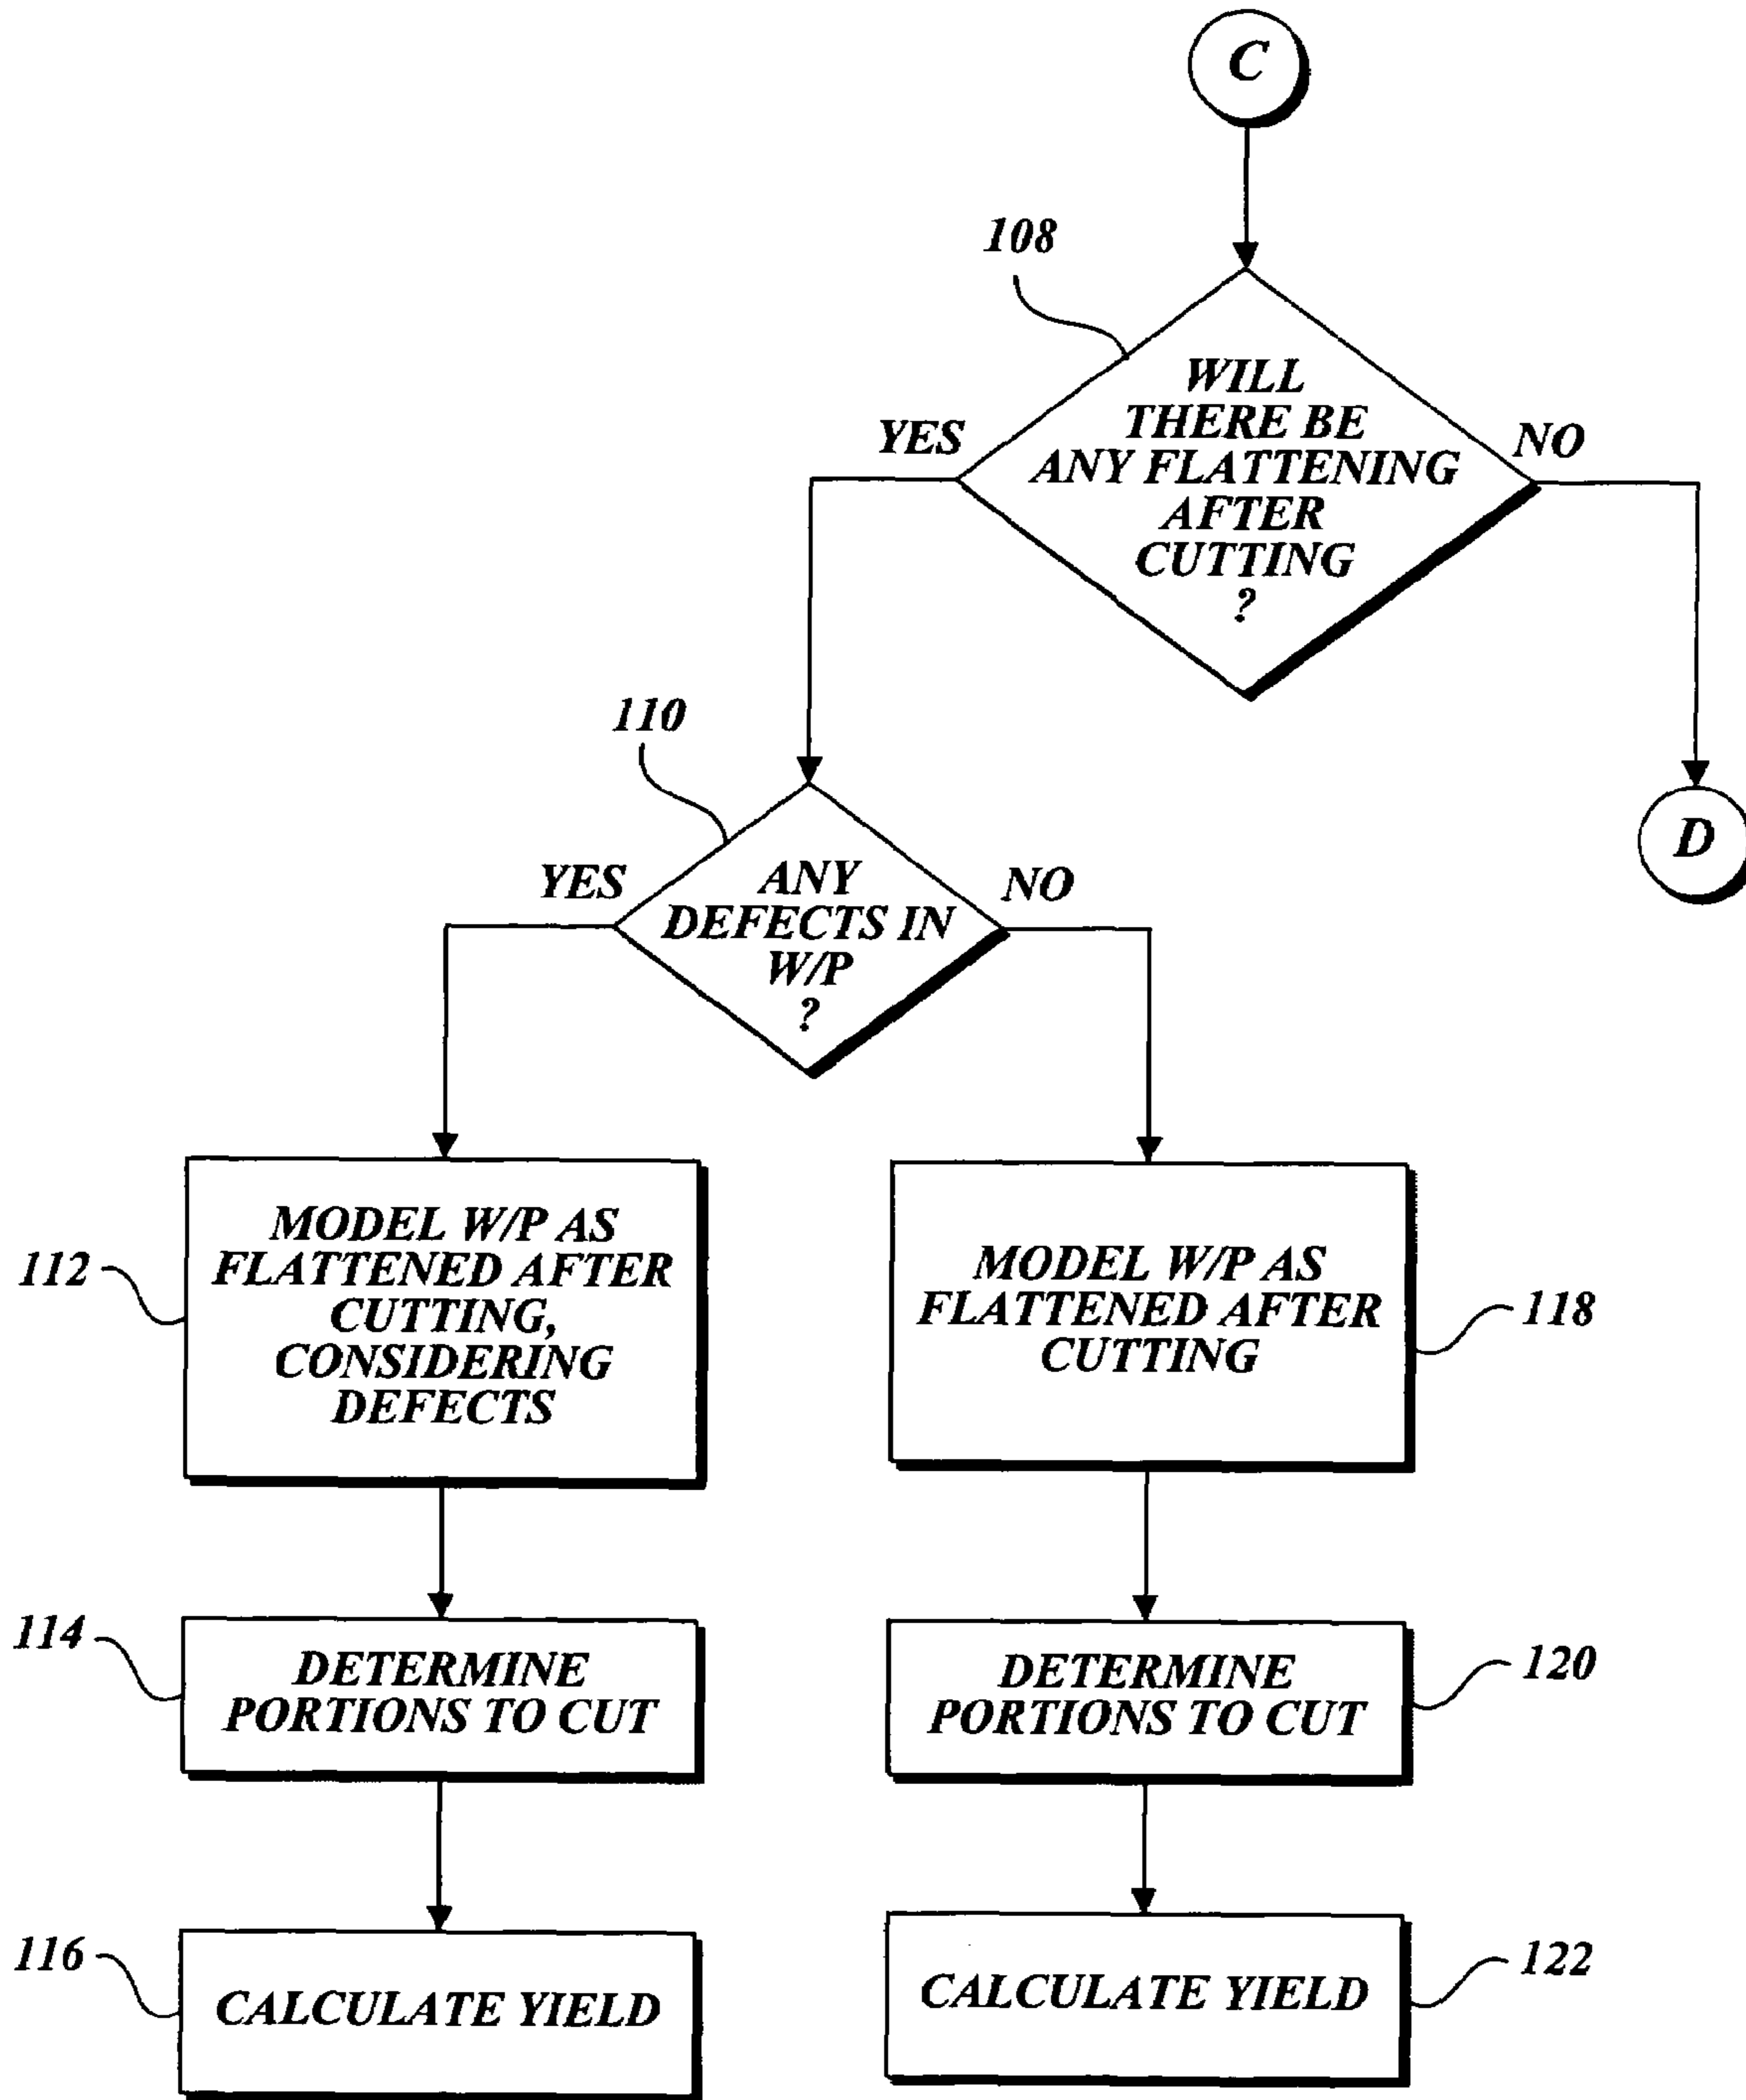 C
108
WILL
THERE BE
ANY FLATTENING
AFTER
CUTTING
?
YES
NO
D
110
ANY
DEFECTS IN
W/P
?
YES
NO
112
MODEL W/P AS
FLATTENED AFTER
CUTTING,
CONSIDERING
DEFECTS
MODEL W/P AS
FLATTENED AFTER
CUTTING
118
114
DETERMINE
PORTIONS TO CUT
DETERMINE
PORTIONS TO CUT
120
116
CALCULATE YIELD
CALCULATE YIELD
122